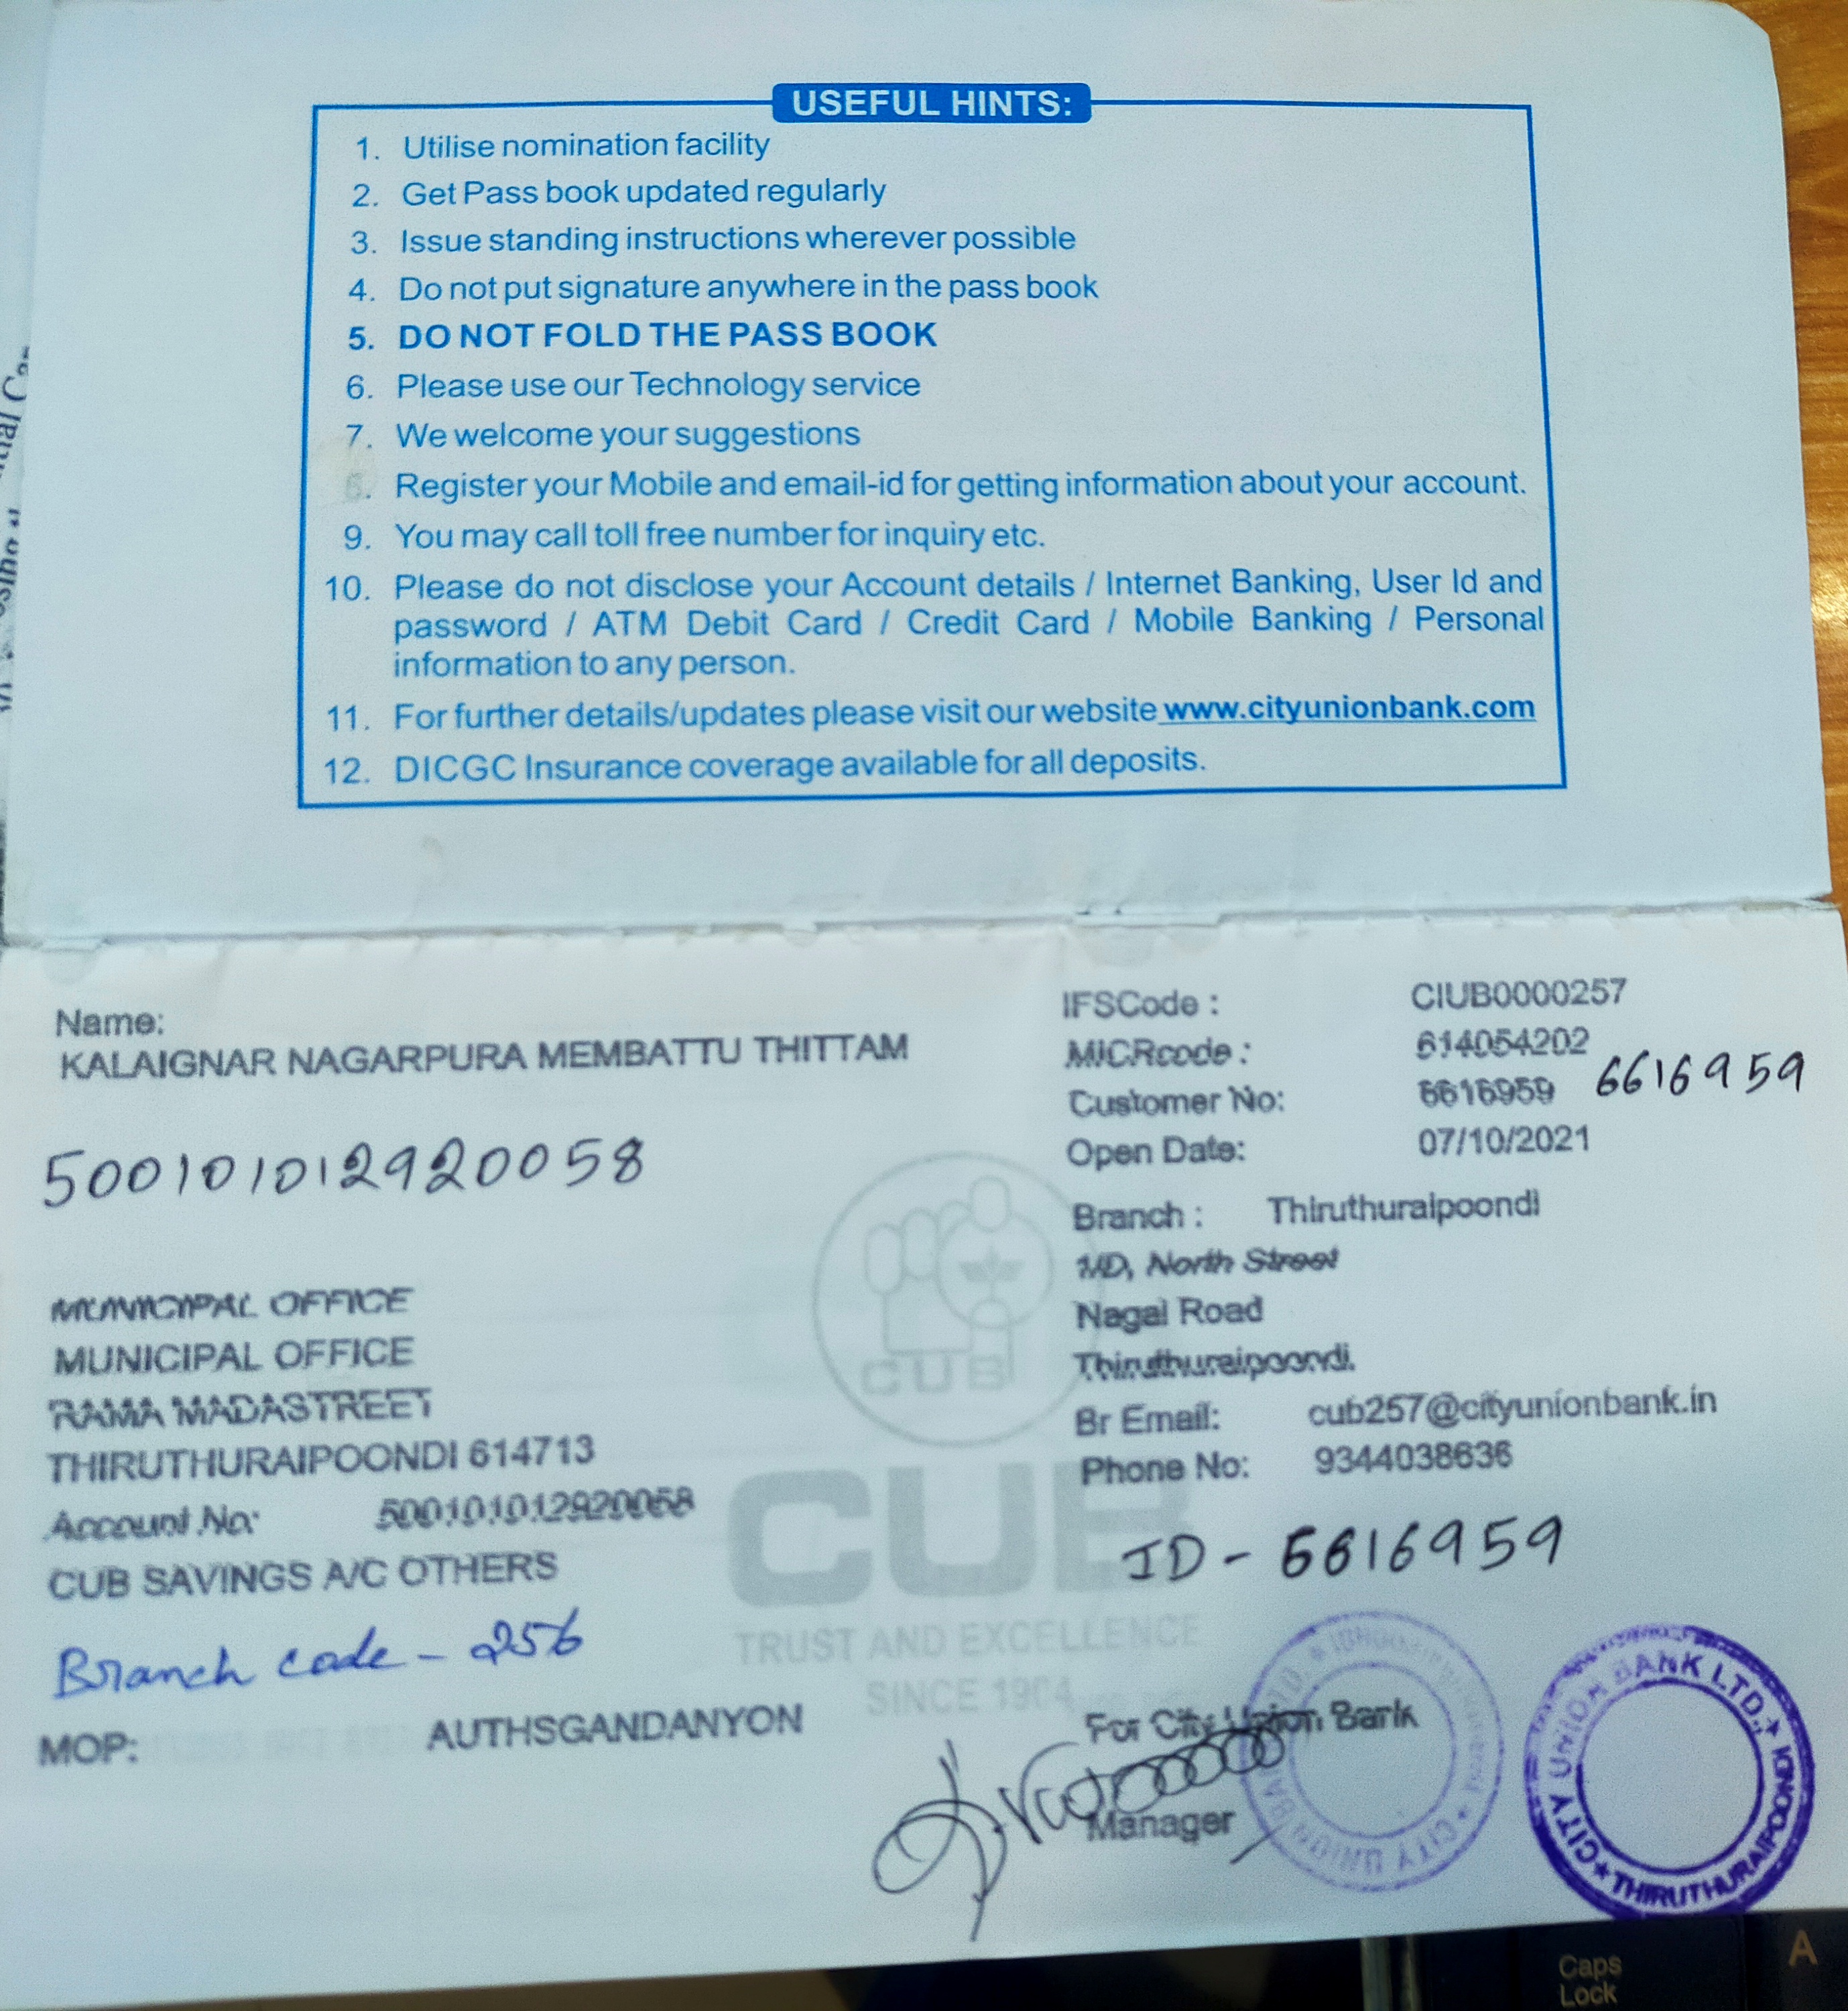 USEFUL HINTS:
1. Utilise nomination facility
2. Get Pass book updated regularly
3. Issue standing instructions wherever possible
4. Do not put signature anywhere in the pass book
5. DO NOT FOLD THE PASS BOOK
6. Please use our Technology service
7. We welcome your suggestions
8. Register your Mobile and email-id for getting information about your account.
9. You may call toll free number for inquiry etc.
10. Please do not disclose your Account details / Internet Banking, User Id and
password / ATM Debit Card / Credit Card / Mobile Banking / Personal
information to any person.
11. For further details/updates please visit our website www.cityunionbank.com
12. DICGC Insurance coverage available for all deposits.
Name:
KALAIGNAR NAGARPURA MEMBATTU THITTAM
500101012920058
MUNICIPAL OFFICE
MUNICIPAL OFFICE
RAMA MADASTREET
THIRUTHURAIPOONDI 614713
Account No: 500101012920058
CUB SAVINGS A/C OTHERS
Branch code - 256
MOP: AUTHSGANDANYON
IFSCode : CIUB0000257
MICRcode : 614054202
Customer No: 6616959 6616959
Open Date: 07/10/2021
Branch : Thiruthuraipoondi
1/D, North Street
Nagai Road
Thiruthuraipoondi.
Br Email: cub257@cityunionbank.in
Phone No: 9344038636
ID - 6616959
CUB
CUB
TRUST AND EXCELLENCE
SINCE 1904
For City Union Bank
Manager
CITY UNION BANK LTD.,
THIRUTHURAIPOONDI
CITY UNION
Caps
Lock
A